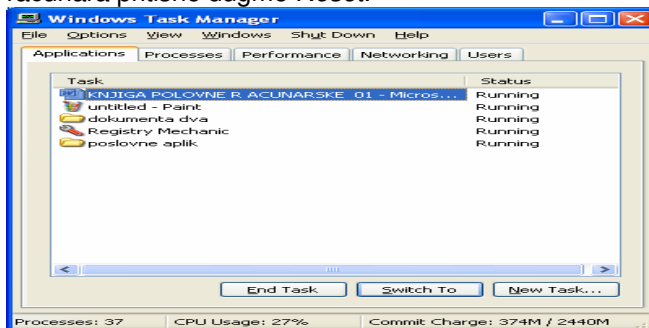 računara pritisne dugme Reset.
Windows Task Manager
File Options View Windows Shut Down Help
Applications Processes Performance Networking Users
Task Status
KNJIGA POLOVNE R ACUNARSKE 01 - Micros... Running
untitled - Paint Running
dokumenta dva Running
Registry Mechanic Running
poslovne aplik Running
End Task Switch To New Task...
Processes: 37 CPU Usage: 27% Commit Charge: 374M / 2440M